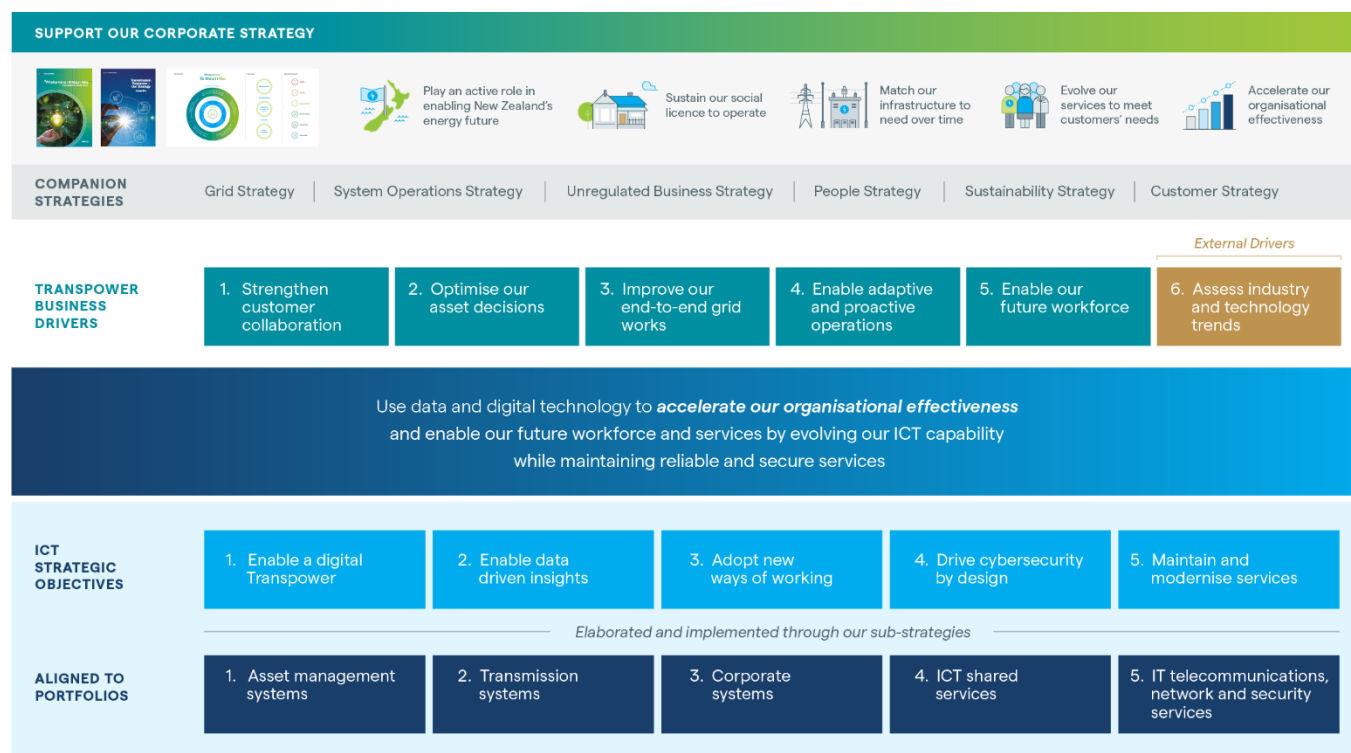 SUPPORT OUR CORPORATE STRATEGY
Play an active role in
enabling New Zealand's
energy future
Sustain our social
licence to operate
Match our
infrastructure to
need over time
Evolve our
services to meet
customers' needs
Accelerate our
organisational
effectiveness
COMPANION
STRATEGIES
Grid Strategy
System Operations Strategy
Unregulated Business Strategy
People Strategy
Sustainability Strategy
Customer Strategy
External Drivers
TRANSPOWER
BUSINESS
DRIVERS
1. Strengthen
customer
collaboration
2. Optimise our
asset decisions
3. Improve our
end-to-end grid
works
4. Enable adaptive
and proactive
operations
5. Enable our
future workforce
6. Assess industry
and technology
trends
Use data and digital technology to accelerate our organisational effectiveness
and enable our future workforce and services by evolving our ICT capability
while maintaining reliable and secure services
ICT
STRATEGIC
OBJECTIVES
1. Enable a digital
Transpower
2. Enable data
driven insights
3. Adopt new
ways of working
4. Drive cybersecurity
by design
5. Maintain and
modernise services
Elaborated and implemented through our sub-strategies
ALIGNED TO
PORTFOLIOS
1. Asset management
systems
2. Transmission
systems
3. Corporate
systems
4. ICT shared
services
5. IT telecommunications,
network and security
services